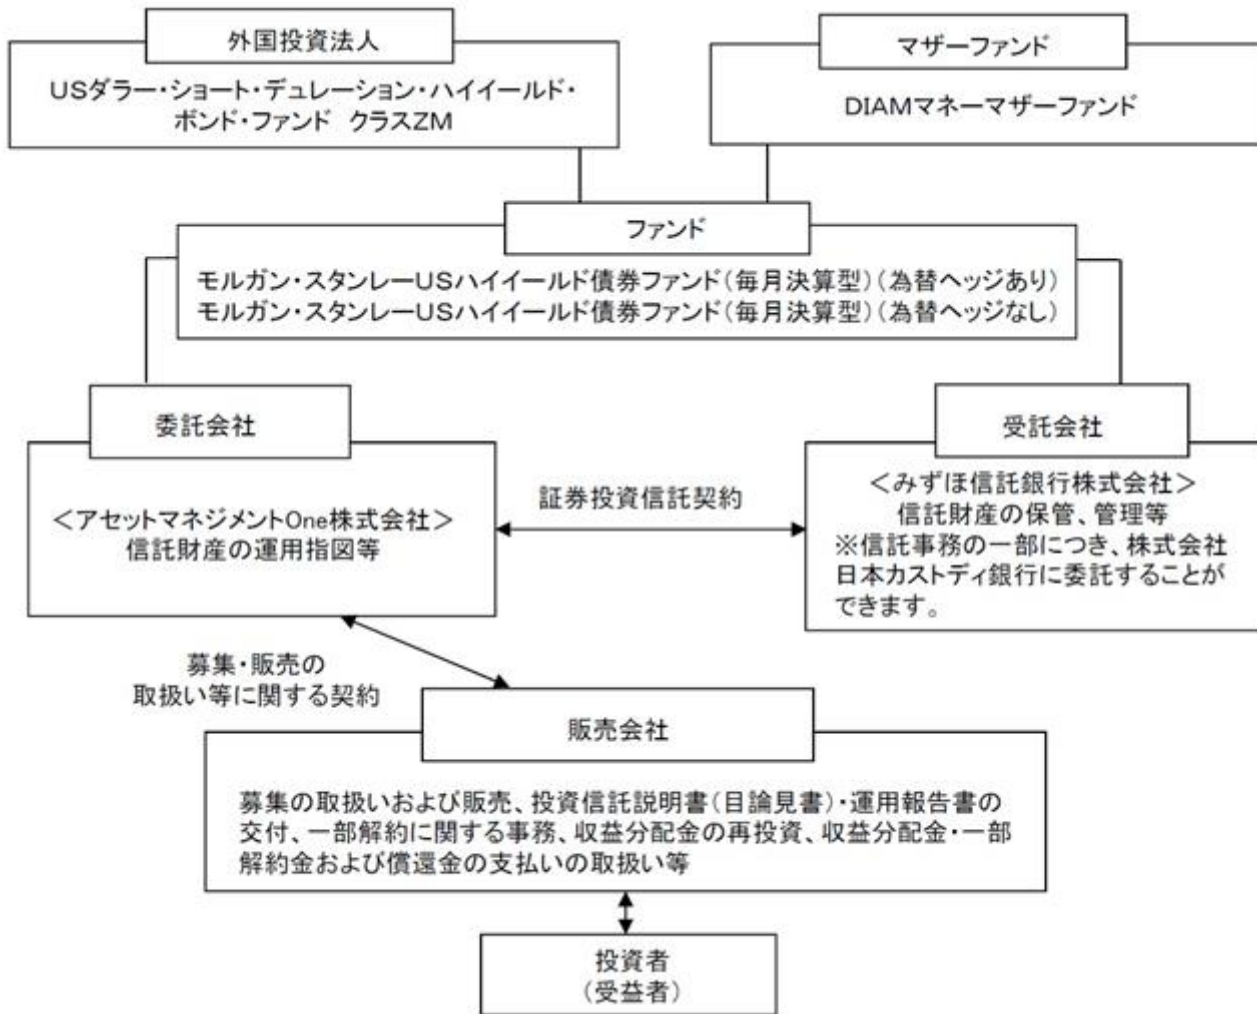 外国投資法人
USダラー・ショート・デュレーション・ハイイールド・
ボンド・ファンド クラスZM
マザーファンド
DIAMマネーマザーファンド
ファンド
モルガン・スタンレーUSハイイールド債券ファンド(毎月決算型)(為替ヘッジあり)
モルガン・スタンレーUSハイイールド債券ファンド(毎月決算型)(為替ヘッジなし)
委託会社
＜アセットマネジメントOne株式会社＞
信託財産の運用指図等
証券投資信託契約
受託会社
＜みずほ信託銀行株式会社＞
信託財産の保管、管理等
※信託事務の一部につき、株式会社
日本カストディ銀行に委託することが
できます。
募集・販売の
取扱い等に関する契約
販売会社
募集の取扱いおよび販売、投資信託説明書(目論見書)・運用報告書の
交付、一部解約に関する事務、収益分配金の再投資、収益分配金・一部
解約金および償還金の支払いの取扱い等
投資者
(受益者)